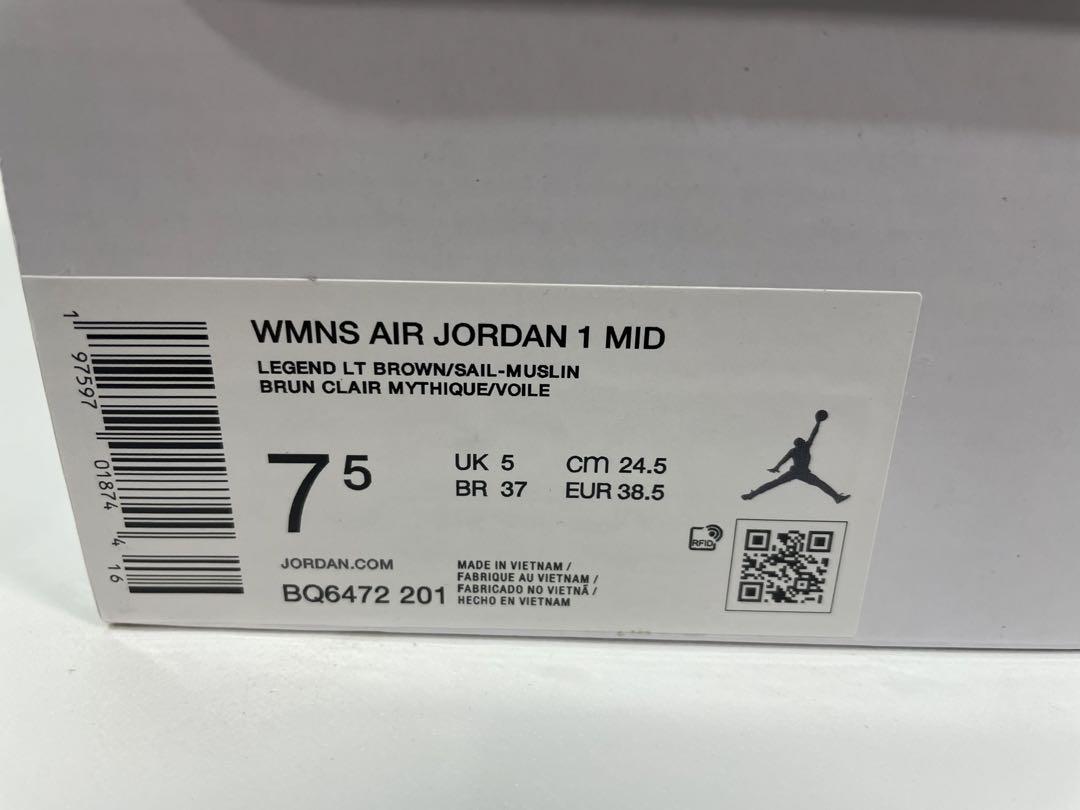 WMNS AIR JORDAN 1 MID
LEGEND LT BROWN/SAIL-MUSLIN
BRUN CLAIR MYTHIQUE/VOILE
7 5
UK 5 cm 24.5
BR 37 EUR 38.5
RFID
JORDAN.COM
BQ6472 201
MADE IN VIETNAM /
FABRIQUE AU VIETNAM /
FABRICADO NO VIETNÃ /
HECHO EN VIETNAM
1 97597 01874 4 16